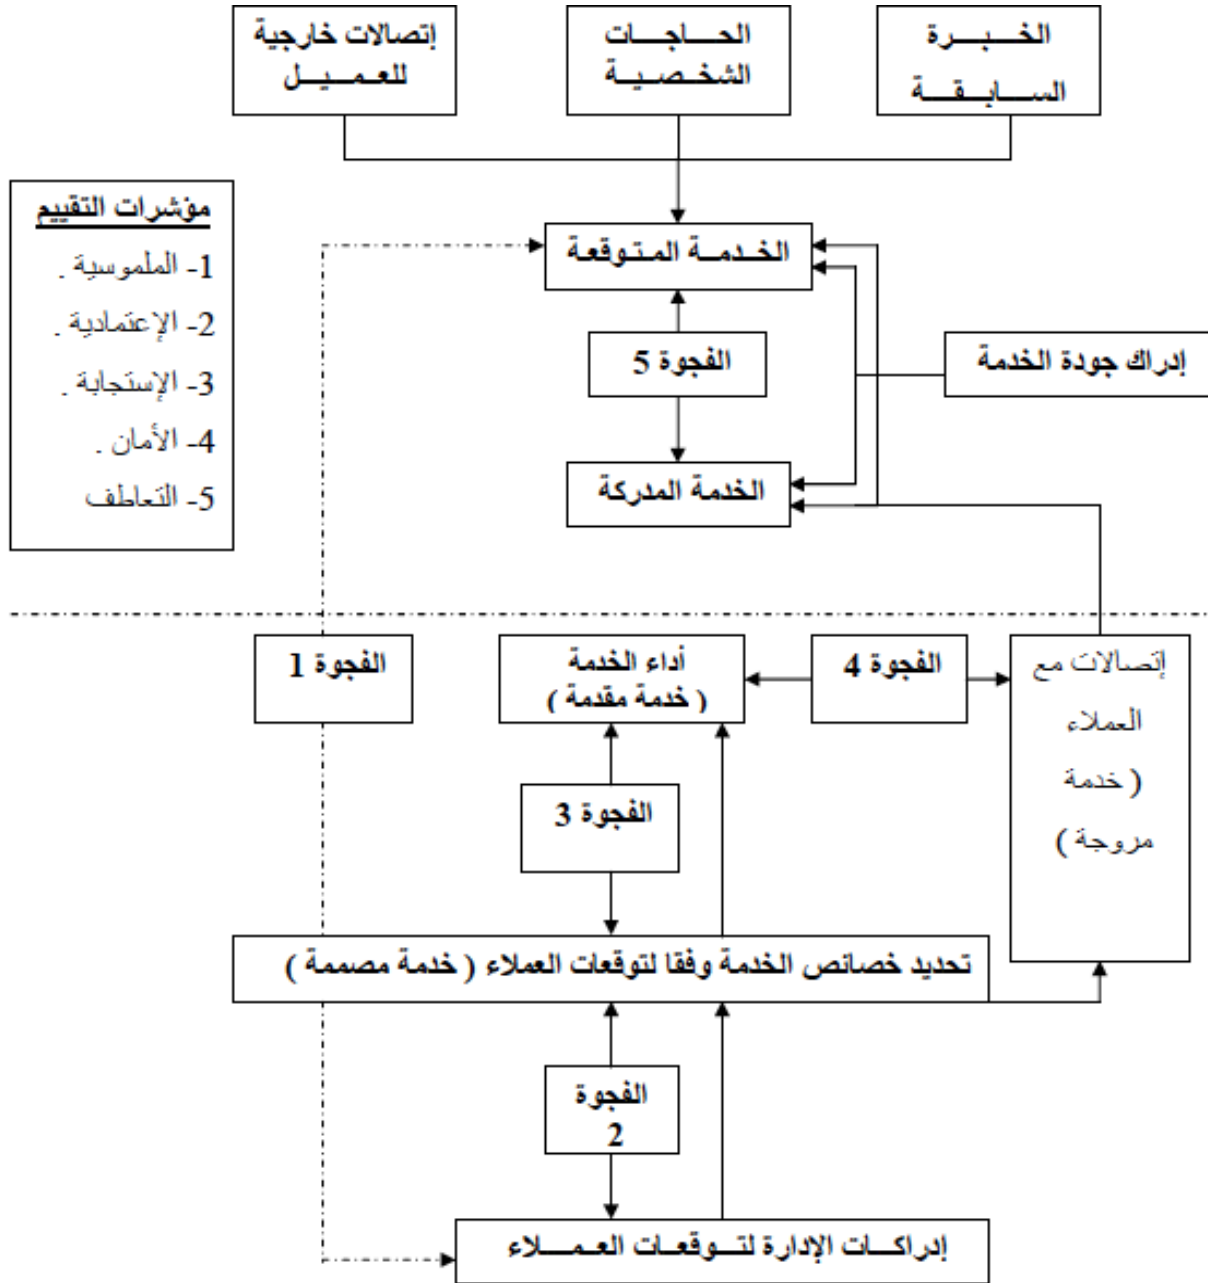 الخبرة
السابقة
الحاجات
الشخصية
إتصالات خارجية
للعميل
مؤشرات التقييم
1- الملموسية .
2- الإعتمادية .
3- الإستجابة .
4- الأمان .
5- التعاطف
الخدمة المتوقعة
الفجوة 5
إدراك جودة الخدمة
الخدمة المدركة
إتصالات مع
العملاء
( خدمة
مروجة )
الفجوة 4
أداء الخدمة
( خدمة مقدمة )
الفجوة 1
الفجوة 3
تحديد خصائص الخدمة وفقا لتوقعات العملاء ( خدمة مصممة )
الفجوة
2
إدراكات الإدارة لتوقعات العملاء